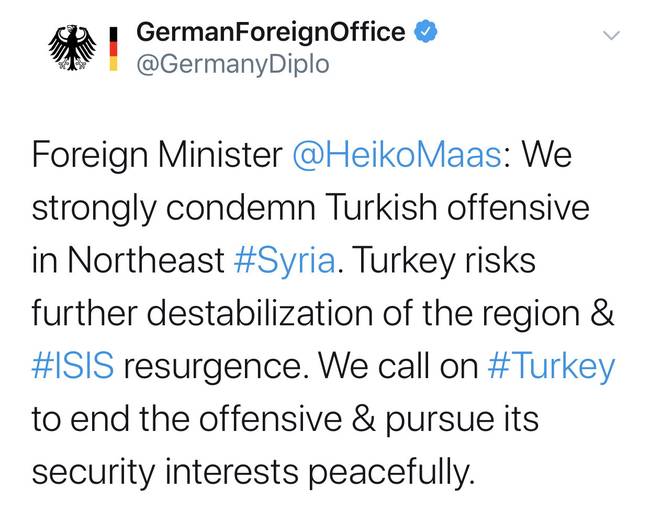 GermanForeignOffice
@GermanyDiplo
Foreign Minister @HeikoMaas: We
strongly condemn Turkish offensive
in Northeast #Syria. Turkey risks
further destabilization of the region &
#ISIS resurgence. We call on #Turkey
to end the offensive & pursue its
security interests peacefully.